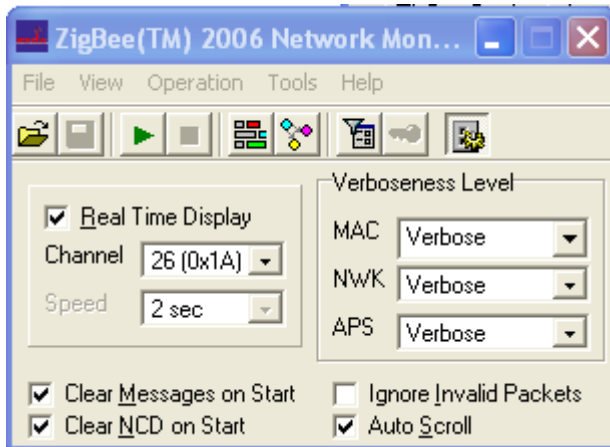 ZigBee(TM) 2006 Network Mon...
File View Operation Tools Help
Verboseness Level
Real Time Display
MAC Verbose
Channel 26 (0x1A)
NWK Verbose
Speed 2 sec
APS Verbose
Clear Messages on Start Ignore Invalid Packets
Clear NCD on Start Auto Scroll